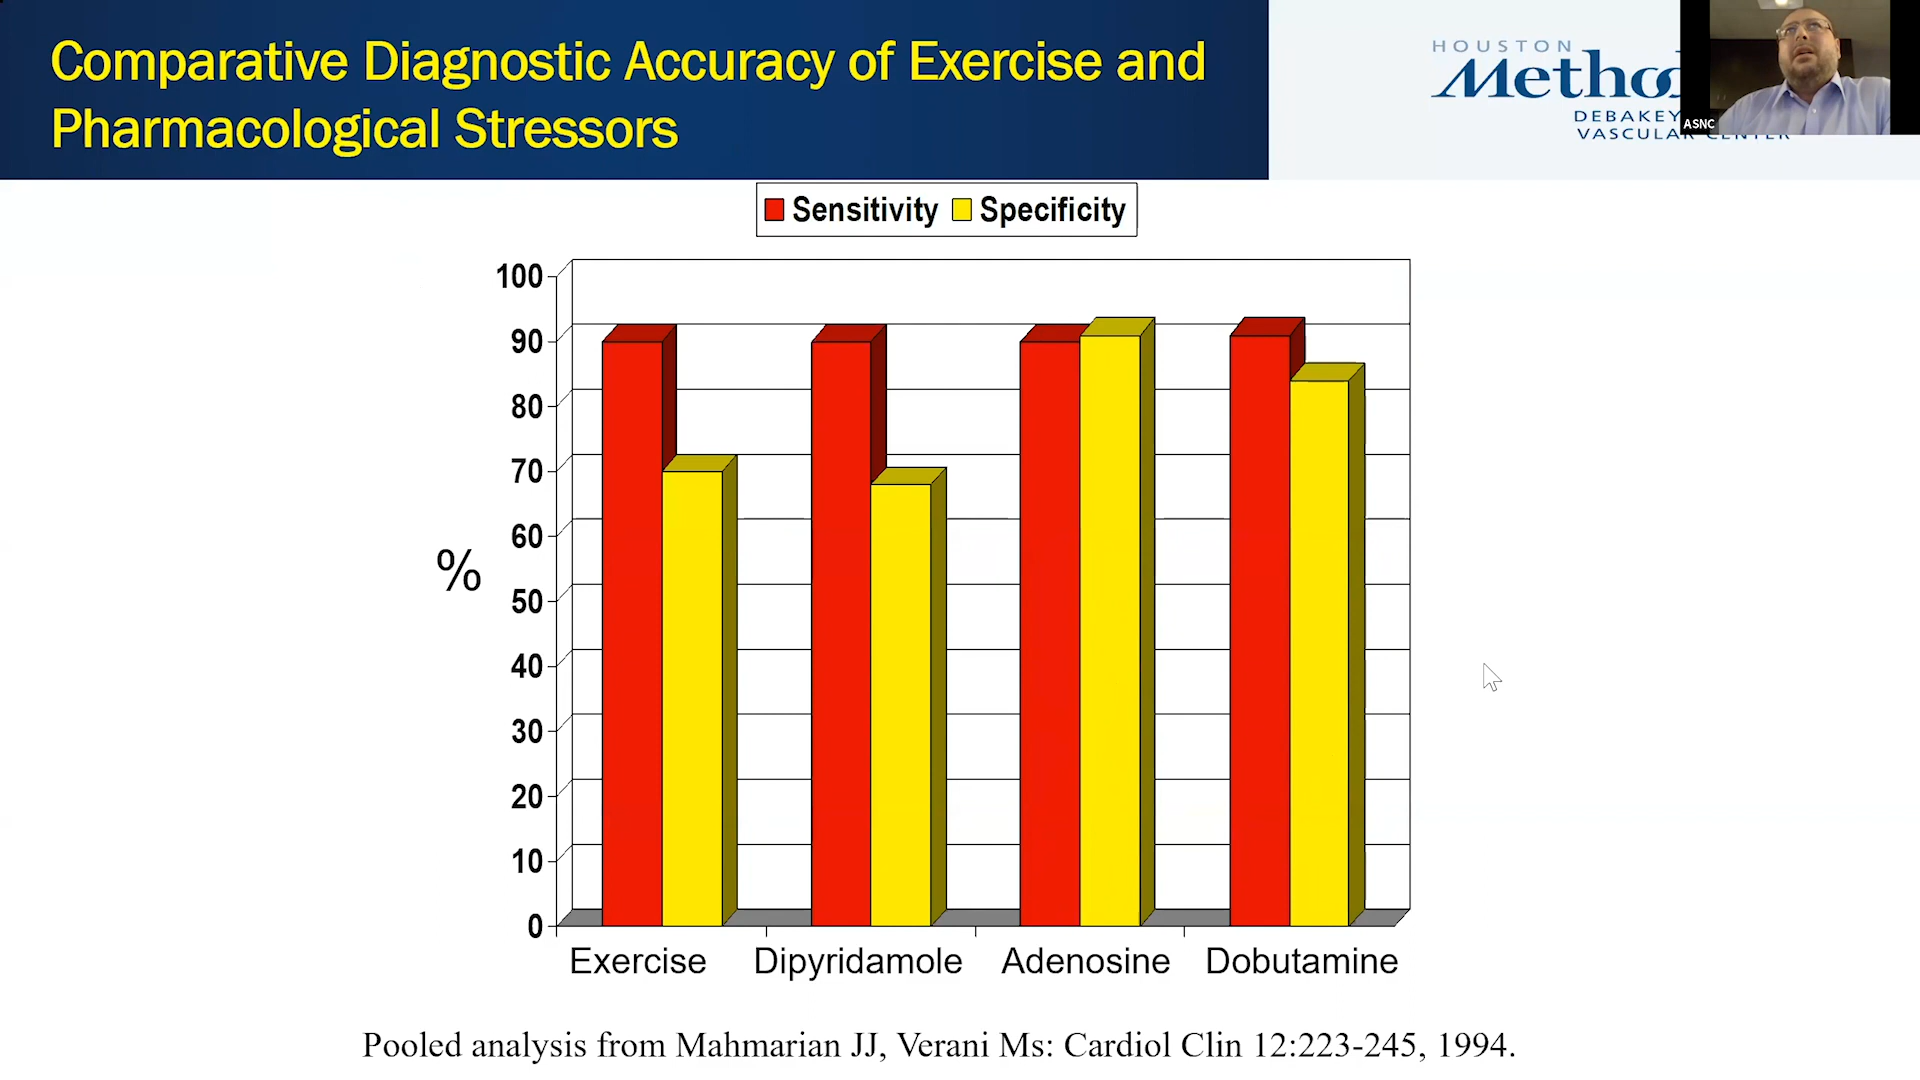 Comparative Diagnostic Accuracy of Exercise and
Pharmacological Stressors
HOUSTON
DEBAKEY
VASCULAR CENTER
ASNC
Sensitivity Specificity
100
90
80
70
60
50
40
30
20
10
0
%
Exercise Dipyridamole Adenosine Dobutamine
Pooled analysis from Mahmarian JJ, Verani Ms: Cardiol Clin 12:223-245, 1994.